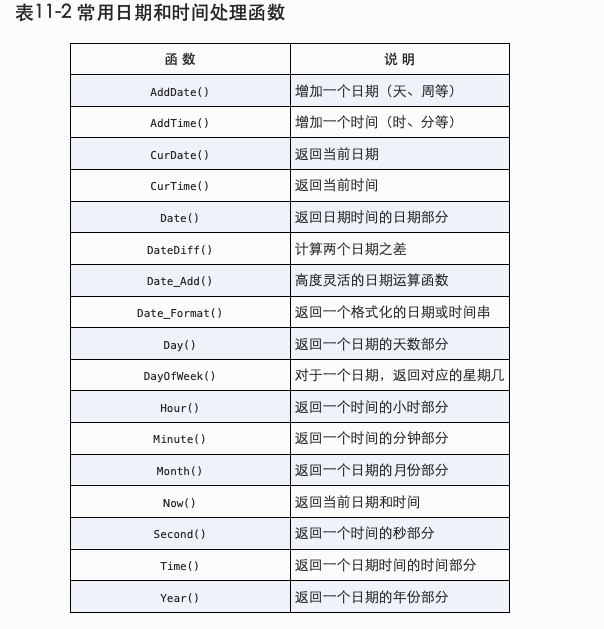 表11-2 常用日期和时间处理函数
函 数 说 明
AddDate() 增加一个日期（天、周等）
AddTime() 增加一个时间（时、分等）
CurDate() 返回当前日期
CurTime() 返回当前时间
Date() 返回日期时间的日期部分
DateDiff() 计算两个日期之差
Date_Add() 高度灵活的日期运算函数
Date_Format() 返回一个格式化的日期或时间串
Day() 返回一个日期的天数部分
DayOfWeek() 对于一个日期，返回对应的星期几
Hour() 返回一个时间的小时部分
Minute() 返回一个时间的分钟部分
Month() 返回一个日期的月份部分
Now() 返回当前日期和时间
Second() 返回一个时间的秒部分
Time() 返回一个日期时间的时间部分
Year() 返回一个日期的年份部分